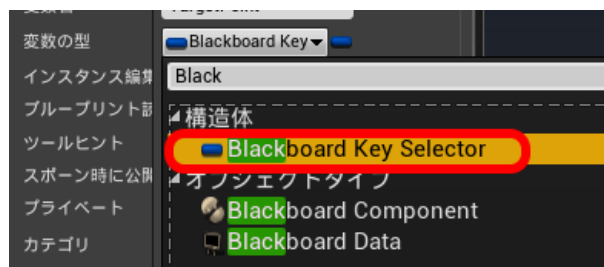 変数の型
Blackboard Key
インスタンス編集
Black
ブループリント読
構造体
ツールヒント
Blackboard Key Selector
スポーン時に公開
オブジェクトタイプ
プライベート
Blackboard Component
カテゴリ
Blackboard Data